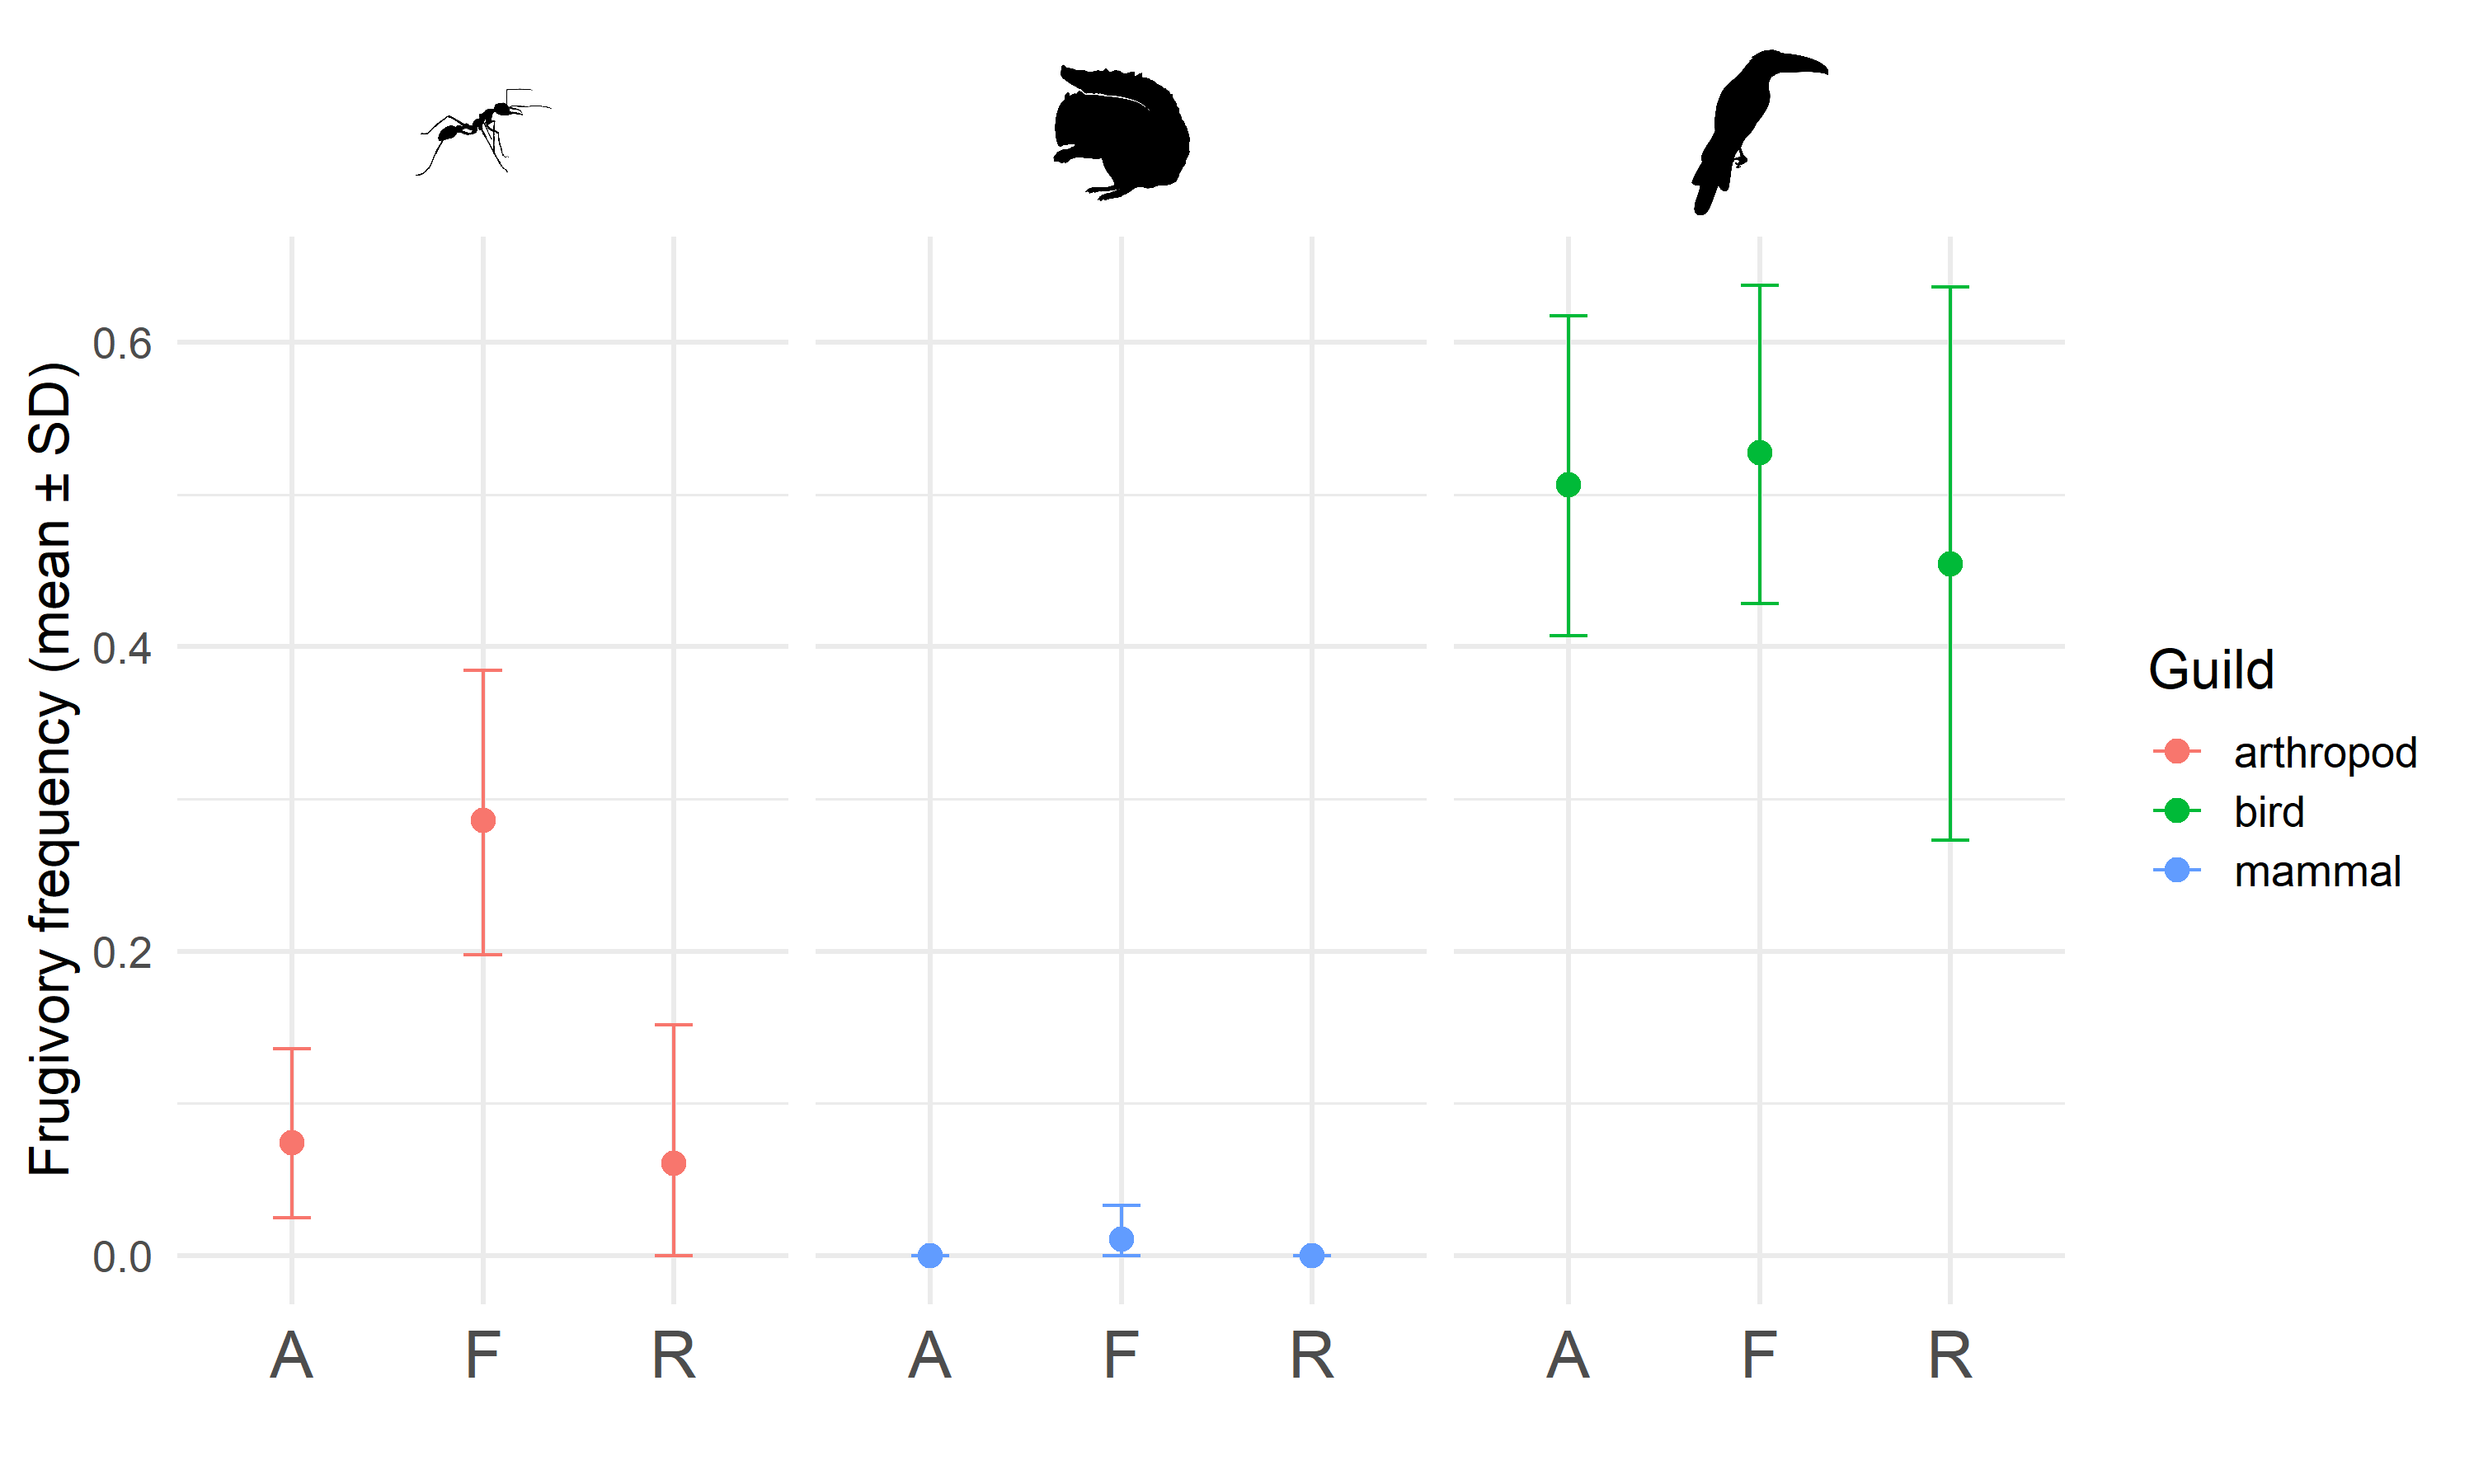 Frugivory frequency (mean ± SD)
0.6
0.4
0.2
0.0
A F R A F R A F R
Guild
arthropod
bird
mammal